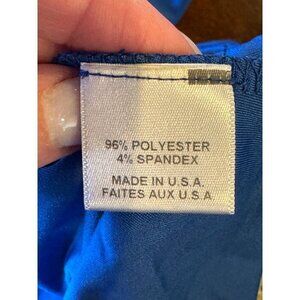 96% POLYESTER
4% SPANDEX
MADE IN U.S.A.
FAITES AUX U.S.A